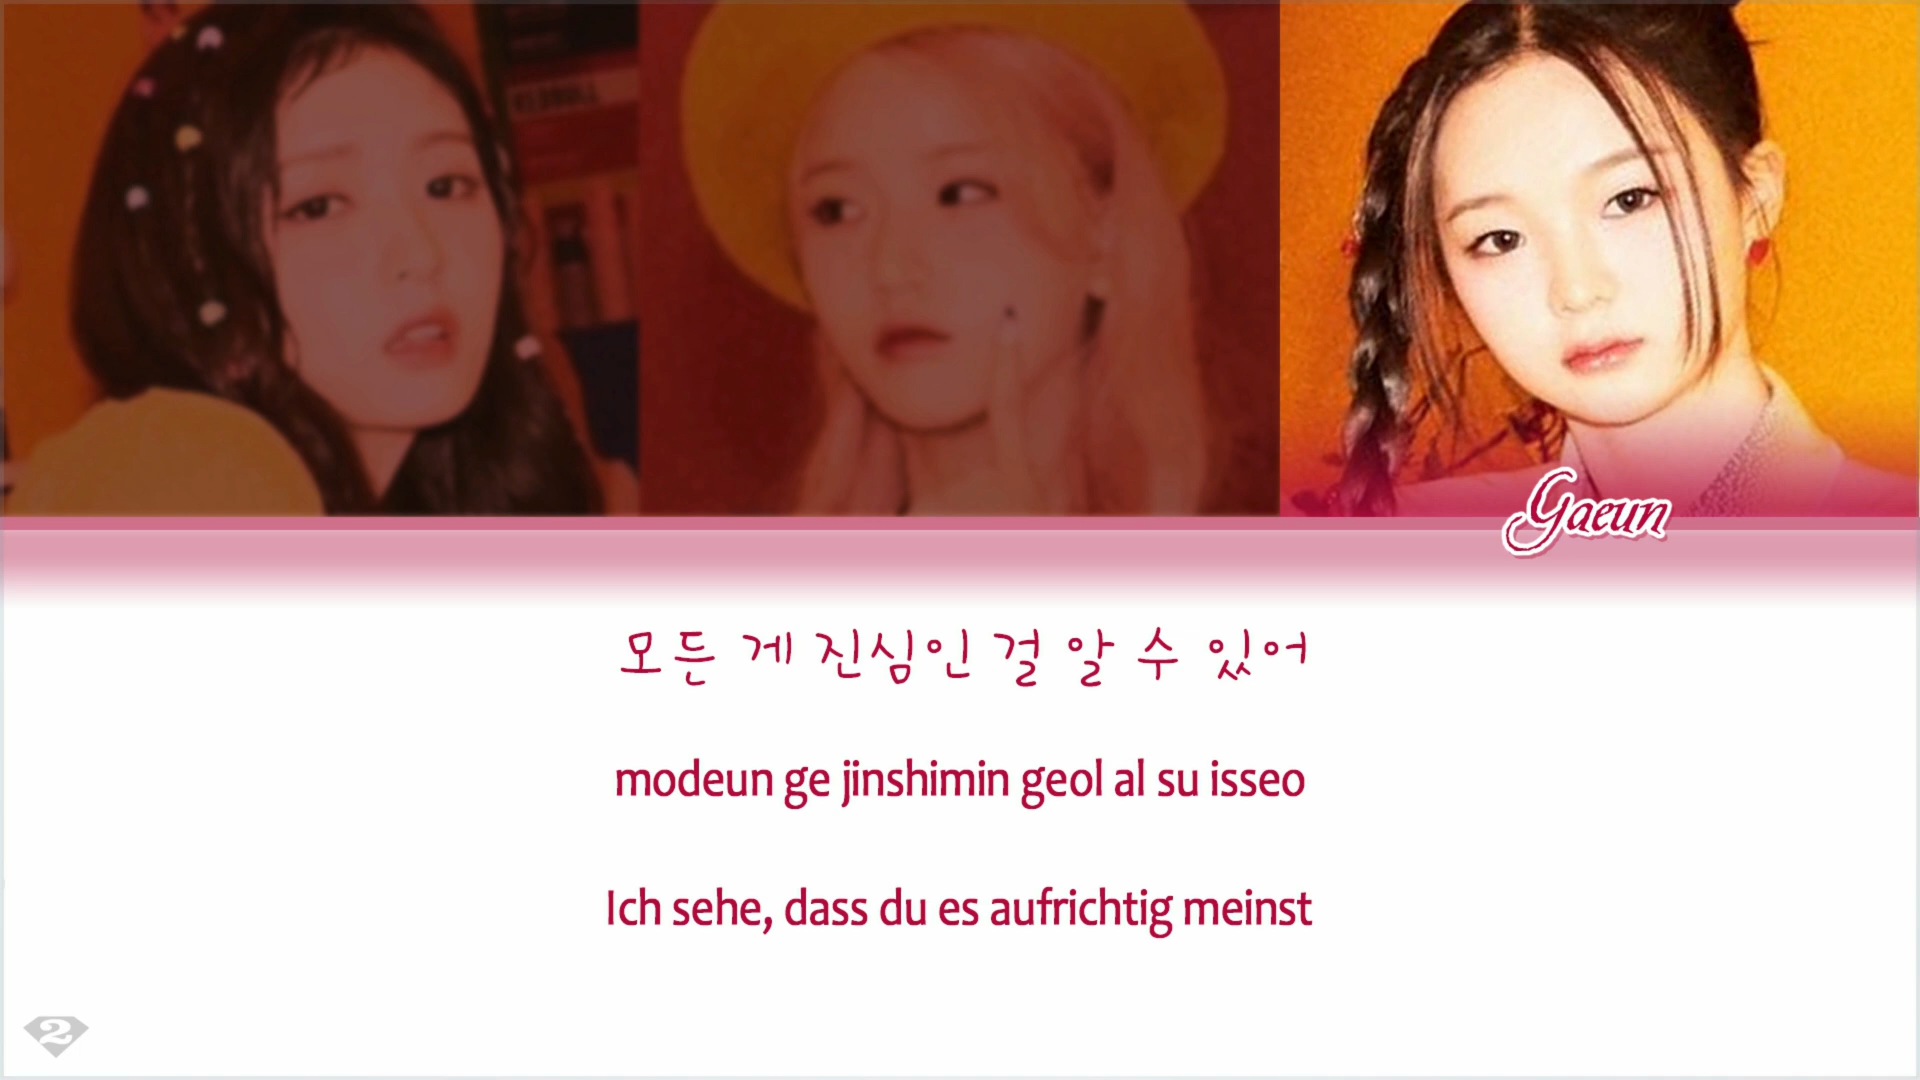 Gaeun
모든 게 진심인 걸 알 수 있어
modeun ge jinshimin geol al su isseo
Ich sehe, dass du es aufrichtig meinst
2